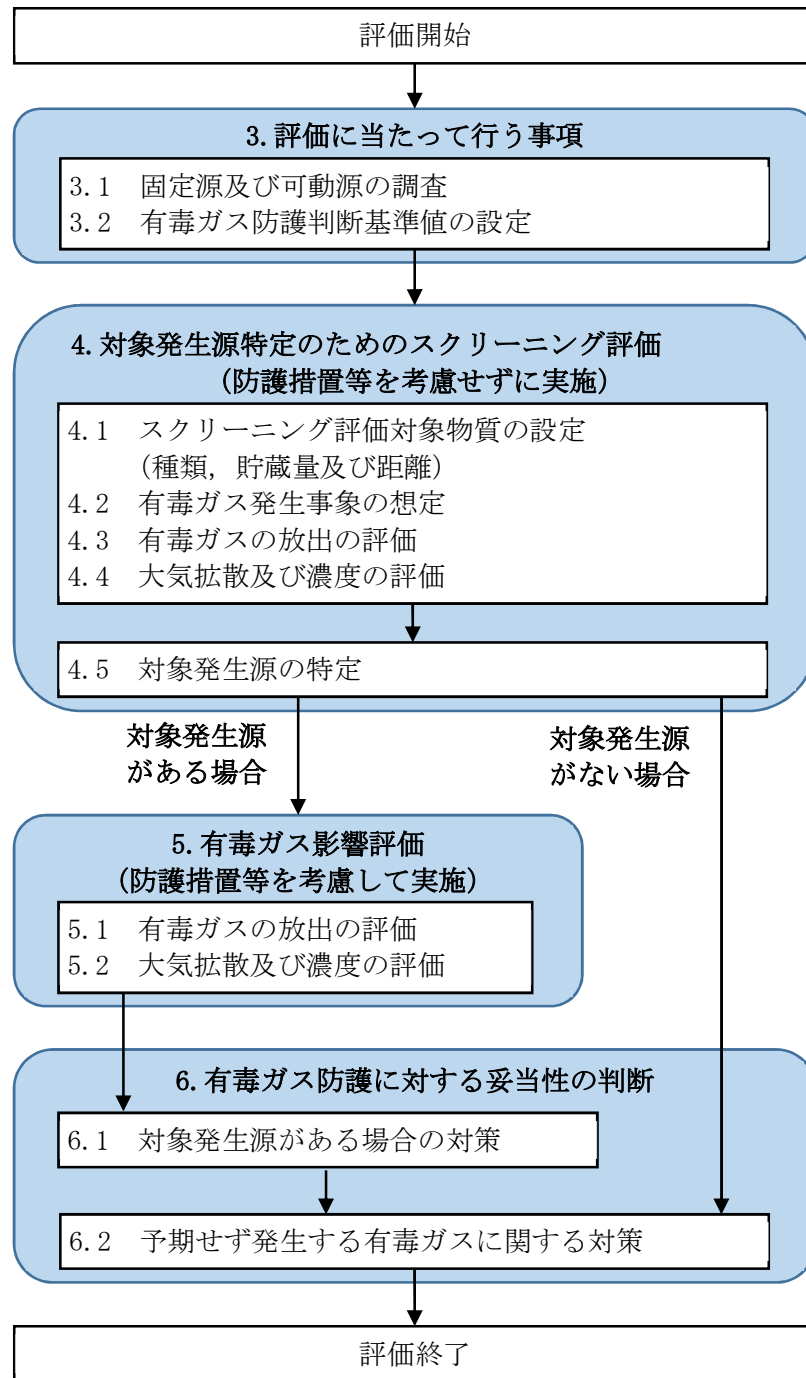 評価開始
3.評価に当たって行う事項
3.1 固定源及び可動源の調査
3.2 有毒ガス防護判断基準値の設定
4.対象発生源特定のためのスクリーニング評価
(防護措置等を考慮せずに実施)
4.1 スクリーニング評価対象物質の設定
(種類，貯蔵量及び距離)
4.2 有毒ガス発生事象の想定
4.3 有毒ガスの放出の評価
4.4 大気拡散及び濃度の評価
4.5 対象発生源の特定
対象発生源
がある場合
対象発生源
がない場合
5.有毒ガス影響評価
(防護措置等を考慮して実施)
5.1 有毒ガスの放出の評価
5.2 大気拡散及び濃度の評価
6.有毒ガス防護に対する妥当性の判断
6.1 対象発生源がある場合の対策
6.2 予期せず発生する有毒ガスに関する対策
評価終了